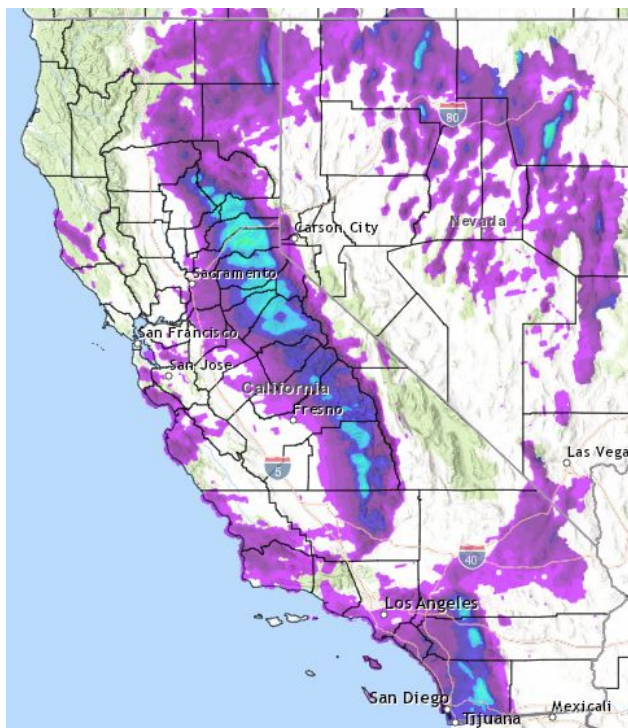 80
Carson City
Nevada
Sacramento
San Francisco
San Jose
California
Fresno
5
Las Vega
40
Los Angeles
San Diego
Mexicali
Tijuana